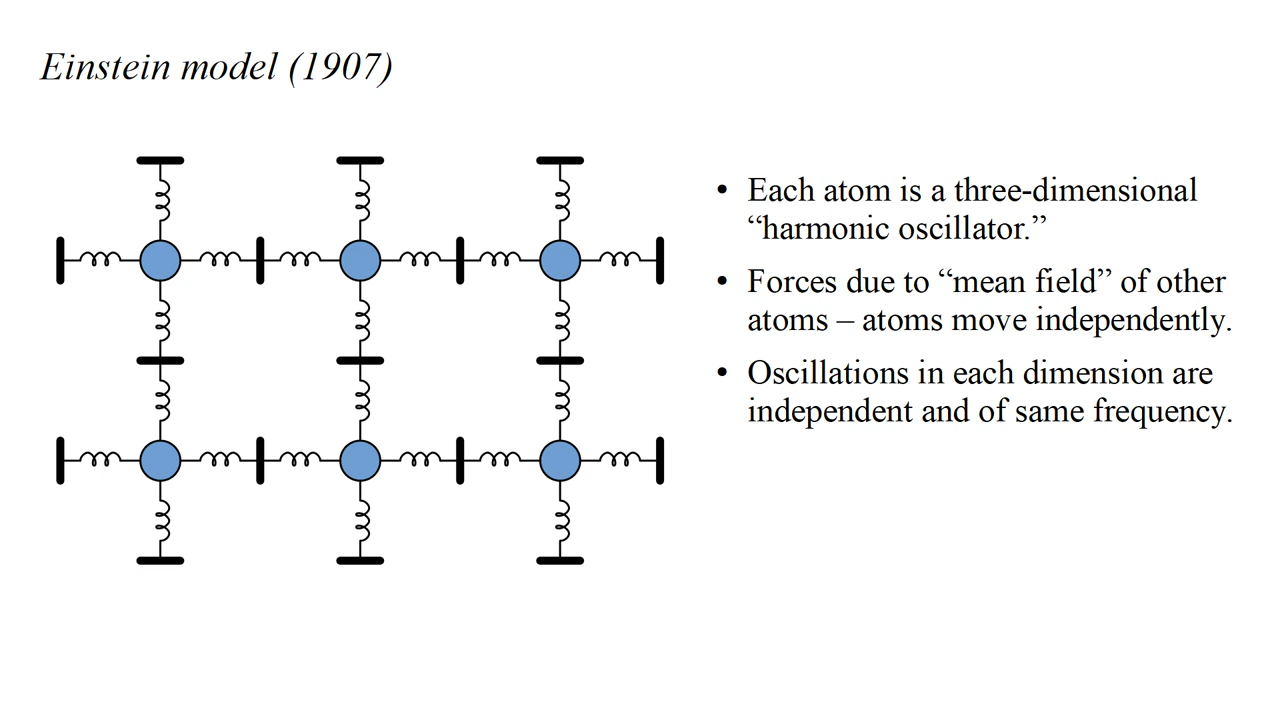 Einstein model (1907)
• Each atom is a three-dimensional
“harmonic oscillator.”
• Forces due to “mean field” of other
atoms – atoms move independently.
• Oscillations in each dimension are
independent and of same frequency.